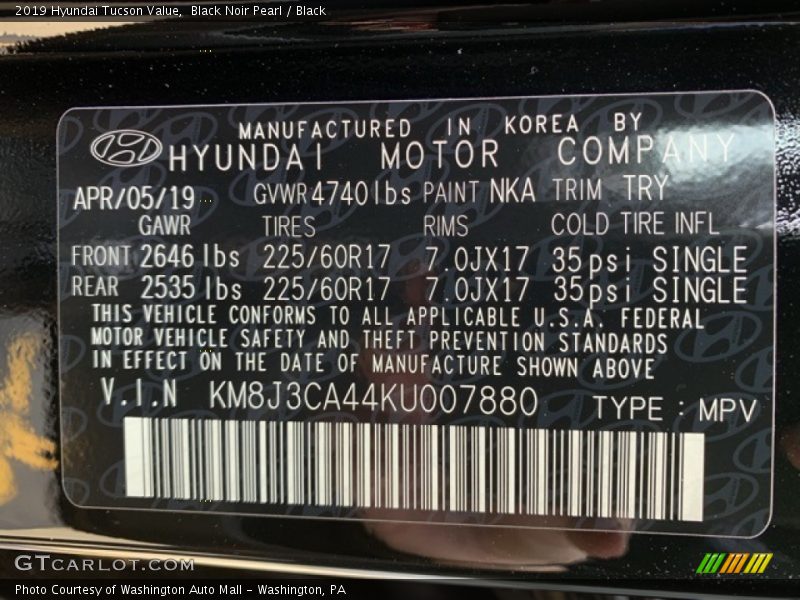 2019 Hyundai Tucson Value, Black Noir Pearl / Black
MANUFACTURED IN KOREA BY
HYUNDAI MOTOR COMPANY
APR/05/19 GVWR 4740 lbs PAINT NKA TRIM TRY
GAWR TIRES RIMS COLD TIRE INFL
FRONT 2646 lbs 225/60R17 7.0JX17 35psi SINGLE
REAR 2535 lbs 225/60R17 7.0JX17 35psi SINGLE
THIS VEHICLE CONFORMS TO ALL APPLICABLE U.S.A. FEDERAL
MOTOR VEHICLE SAFETY AND THEFT PREVENTION STANDARDS
IN EFFECT ON THE DATE OF MANUFACTURE SHOWN ABOVE
V.I.N KM8J3CA44KU007880 TYPE : MPV
GTcarlot.com
Photo Courtesy of Washington Auto Mall - Washington, PA